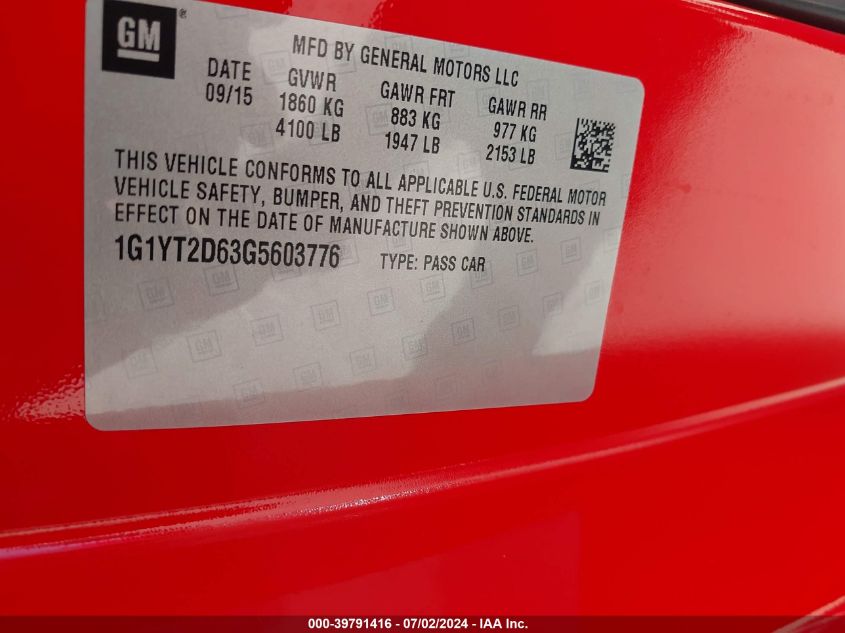 GM®
MFD BY GENERAL MOTORS LLC
DATE GVWR GAWR FRT GAWR RR
09/15 1860 KG 883 KG 977 KG
4100 LB 1947 LB 2153 LB
THIS VEHICLE CONFORMS TO ALL APPLICABLE U.S. FEDERAL MOTOR
VEHICLE SAFETY, BUMPER, AND THEFT PREVENTION STANDARDS IN
EFFECT ON THE DATE OF MANUFACTURE SHOWN ABOVE.
1G1YT2D63G5603776 TYPE: PASS CAR
000-39791416 - 07/02/2024 - IAA Inc.